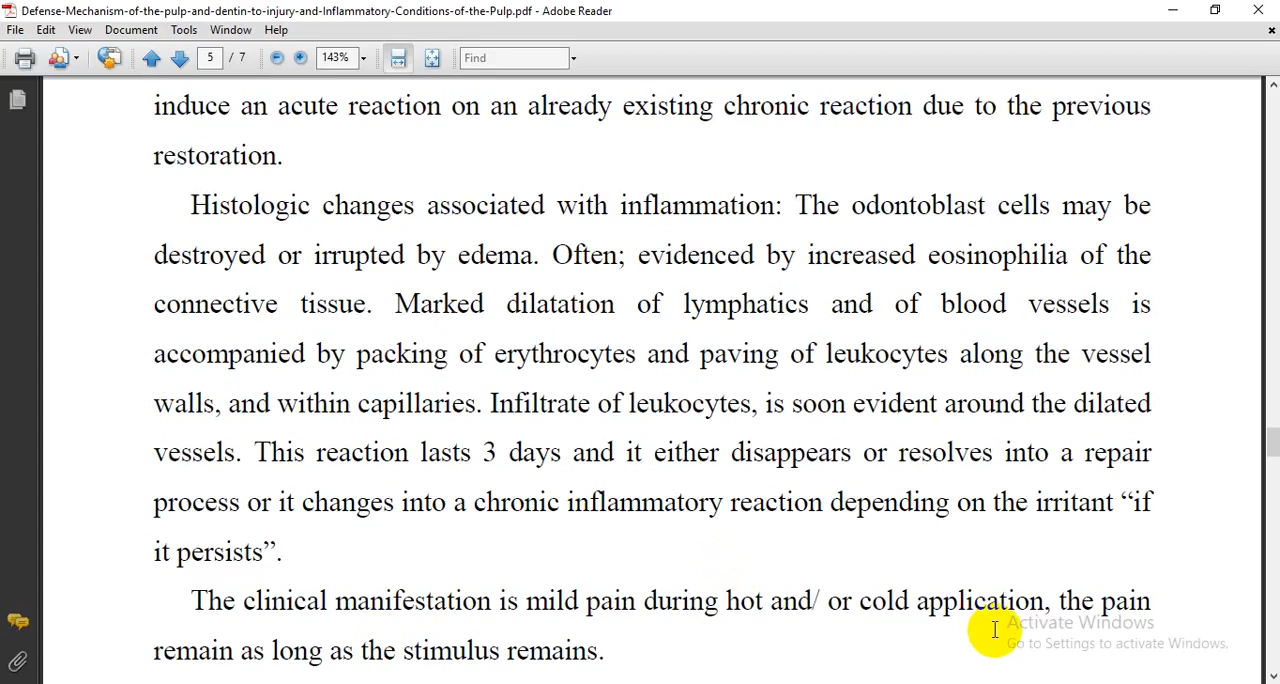 Defense-Mechanism-of-the-pulp-and-dentin-to-injury-and-Inflammatory-Conditions-of-the-Pulp.pdf - Adobe Reader
File Edit View Document Tools Window Help
5 / 7 143% Find
induce an acute reaction on an already existing chronic reaction due to the previous
restoration.
Histologic changes associated with inflammation: The odontoblast cells may be
destroyed or irrupted by edema. Often; evidenced by increased eosinophilia of the
connective tissue. Marked dilatation of lymphatics and of blood vessels is
accompanied by packing of erythrocytes and paving of leukocytes along the vessel
walls, and within capillaries. Infiltrate of leukocytes, is soon evident around the dilated
vessels. This reaction lasts 3 days and it either disappears or resolves into a repair
process or it changes into a chronic inflammatory reaction depending on the irritant “if
it persists”.
The clinical manifestation is mild pain during hot and/ or cold application, the pain
remain as long as the stimulus remains.
Activate Windows
Go to Settings to activate Windows.